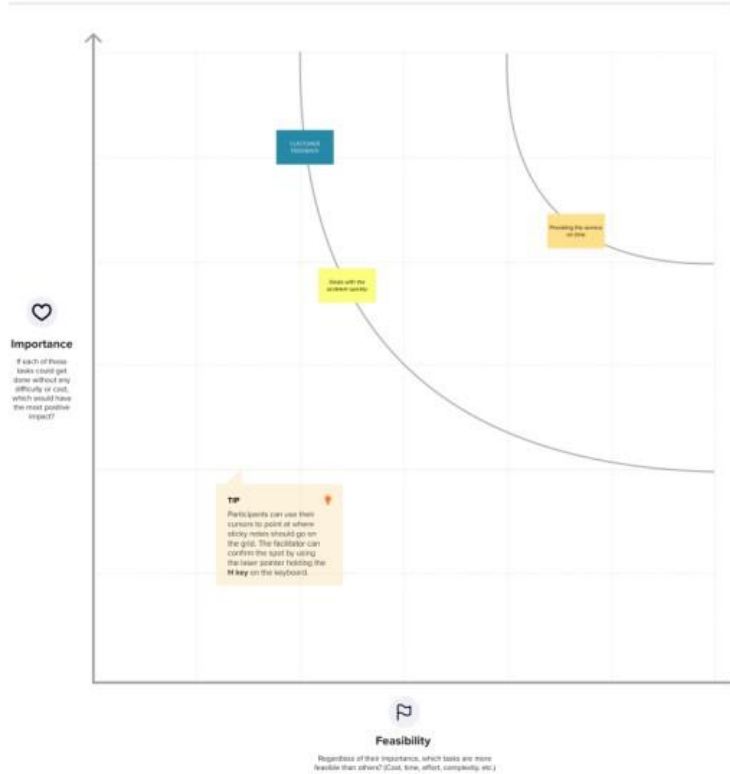 CUSTOMER
FEEDBACK
Providing the service
on time
Deals with the
problem quickly
Importance
If each of these
tasks could get
done without any
difficulty or cost,
which would have
the most positive
impact?
TIP
Participants can use their
cursors to point at where
sticky notes should go on
the grid. The facilitator can
confirm the spot by using
the laser pointer holding the
H key on the keyboard.
Feasibility
Regardless of their importance, which tasks are more
feasible than others? (Cost, time, effort, complexity, etc.)